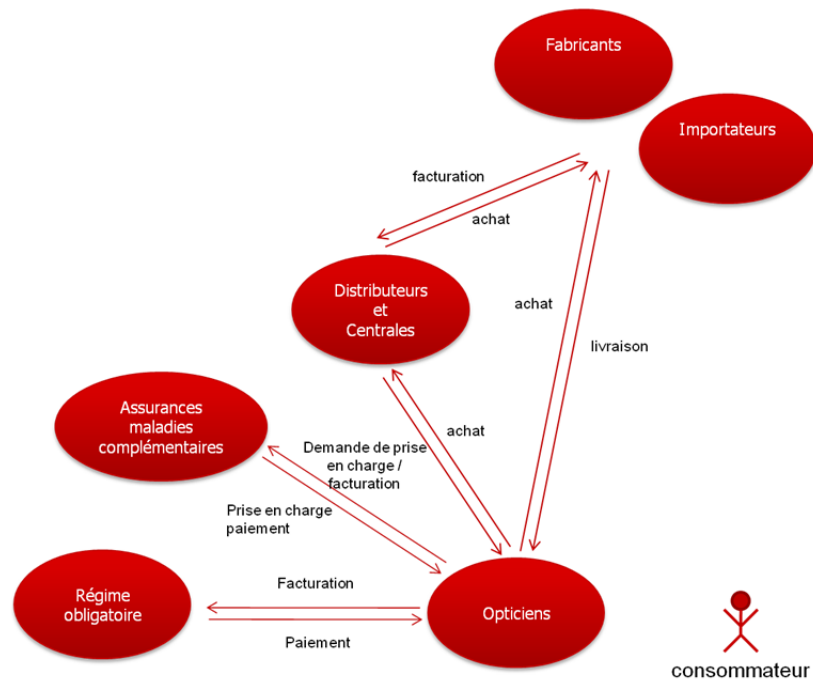 Fabricants
Importateurs
facturation
achat
Distributeurs
et
Centrales
achat
livraison
Assurances
maladies
complémentaires
achat
Demande de prise
en charge /
facturation
Prise en charge
paiement
Régime
obligatoire
Facturation
Paiement
Opticiens
consommateur